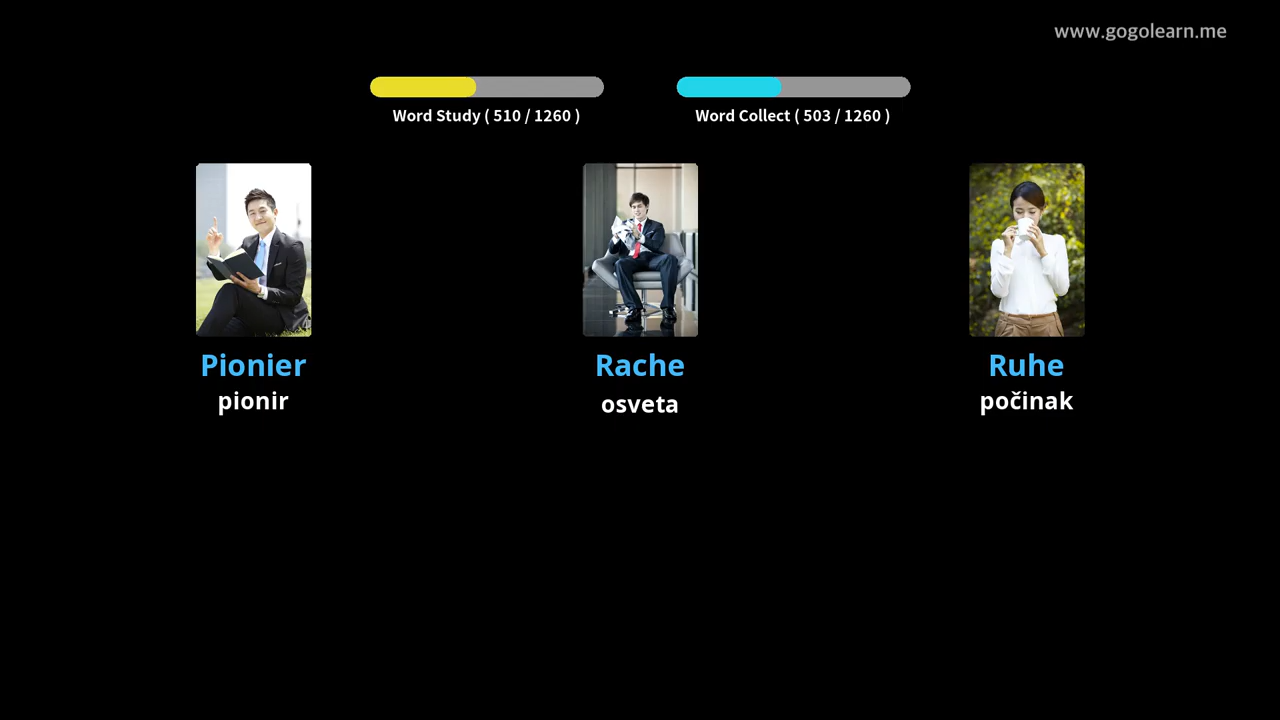 www.gogolearn.me
Word Study ( 510 / 1260 )
Word Collect ( 503 / 1260 )
Pionier
pionir
Rache
osveta
Ruhe
počinak